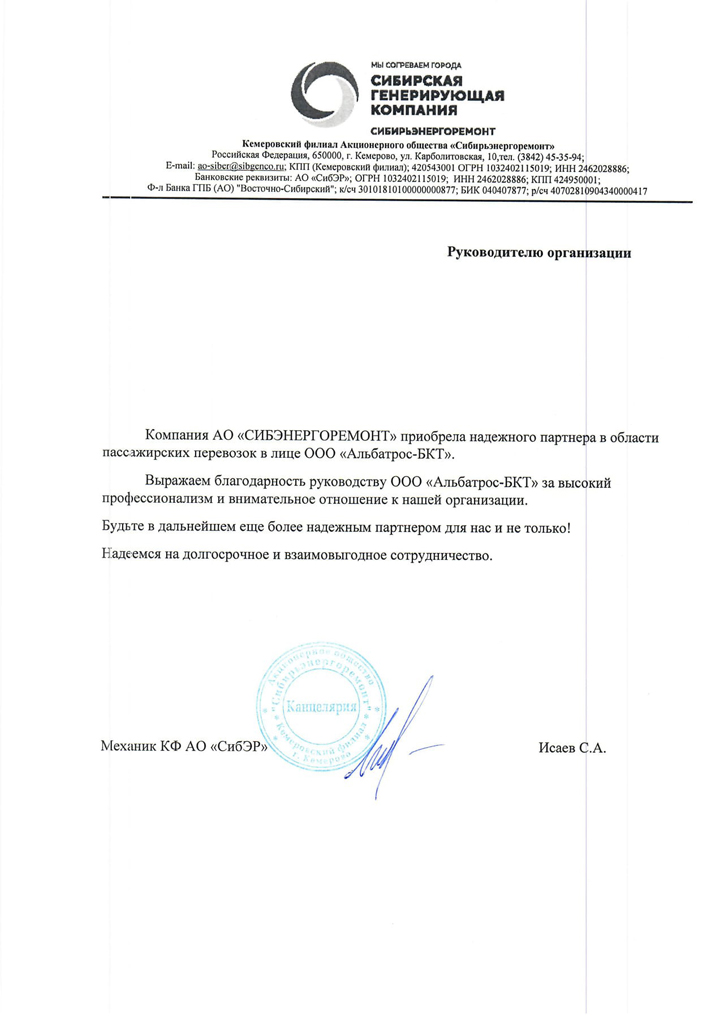 МЫ СОГРЕВАЕМ ГОРОДА
СИБИРСКАЯ
ГЕНЕРИРУЮЩАЯ
КОМПАНИЯ
СИБИРЬЭНЕРГОРЕМОНТ
Кемеровский филиал Акционерного общества «Сибирьэнергоремонт»
Российская Федерация, 650000, г. Кемерово, ул. Карболитовская, 10,тел. (3842) 45-35-94;
E-mail: ao-siber@sibgenco.ru; КПП (Кемеровский филиал); 420543001 ОГРН 1032402115019; ИНН 2462028886;
Банковские реквизиты: АО «СибЭР»; ОГРН 1032402115019; ИНН 2462028886; КПП 424950001;
Ф-л Банка ГПБ (АО) "Восточно-Сибирский"; к/сч 30101810100000000877; БИК 040407877; р/сч 40702810904340000417
Руководителю организации
Компания АО «СИБЭНЕРГОРЕМОНТ» приобрела надежного партнера в области
пассажирских перевозок в лице ООО «Альбатрос-БКТ».
Выражаем благодарность руководству ООО «Альбатрос-БКТ» за высокий
профессионализм и внимательное отношение к нашей организации.
Будьте в дальнейшем еще более надежным партнером для нас и не только!
Надеемся на долгосрочное и взаимовыгодное сотрудничество.
Акционерное общество
"Сибирьэнергоремонт"
Канцелярия
Кемеровский филиал
г. Кемерово
Механик КФ АО «СибЭР»
Исаев С.А.